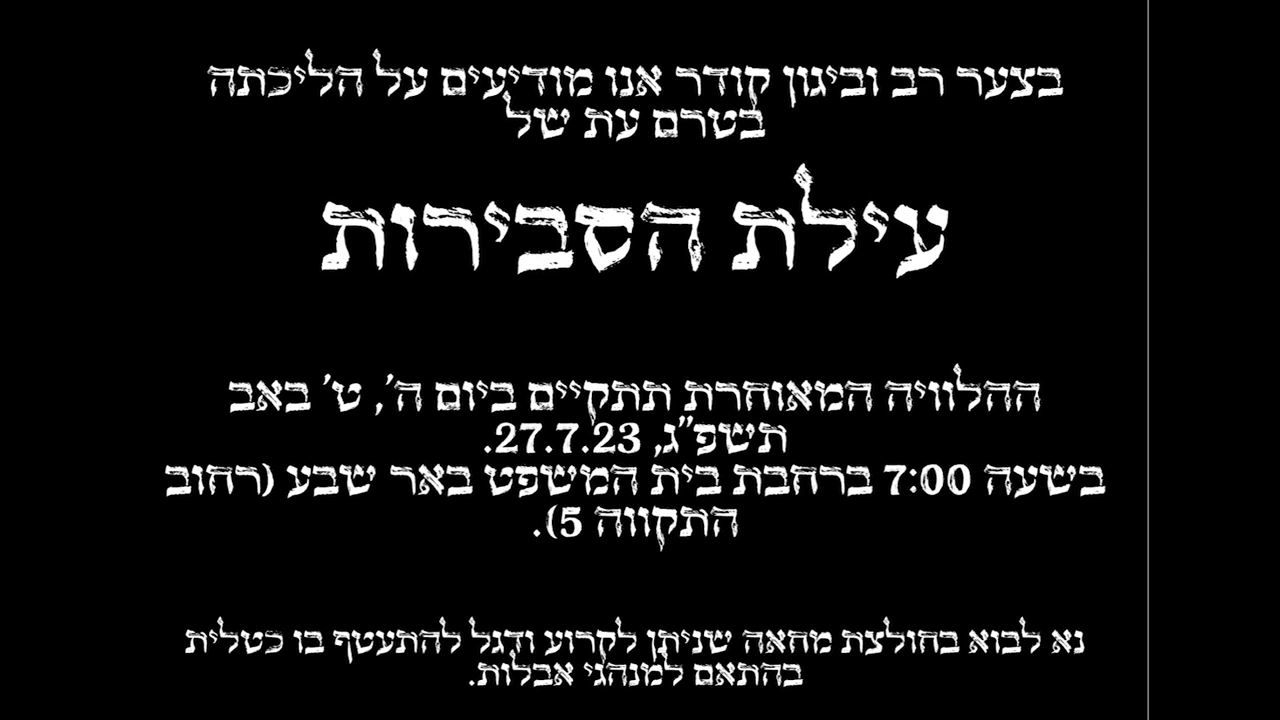 בצער רב וביגון קודר אנו מודיעים על הליכתה
בטרם עת של
עילת הסבירות
ההלוויה המאוחרת תתקיים ביום ה', ט' באב
תשפ"ג, 27.7.23.
בשעה 7:00 ברחבת בית המשפט באר שבע (רחוב
התקווה 5).
נא לבוא בחולצת מחאה שניתן לקרוע ודגל להתעטף בו כטלית
בהתאם למנהגי אבלות.